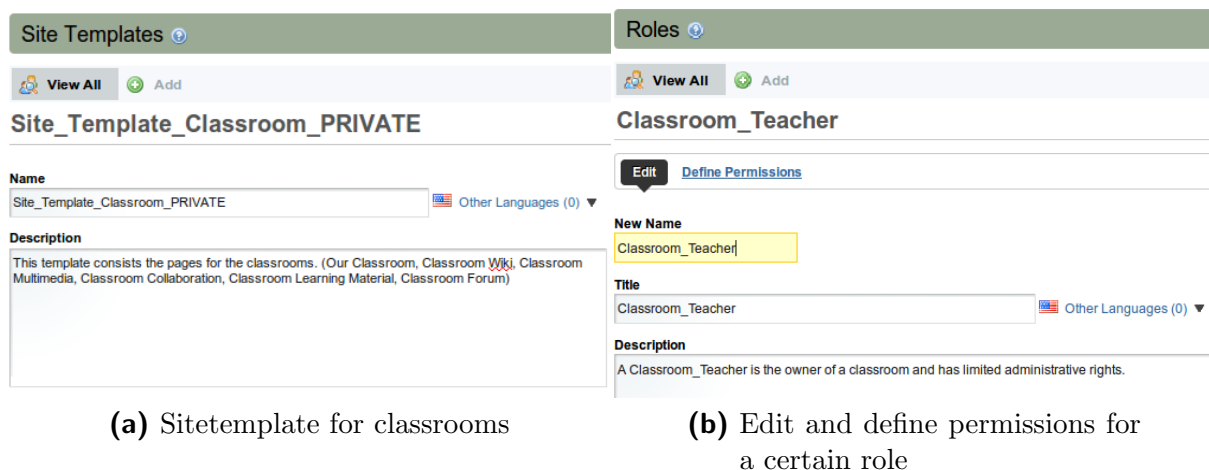 Site Templates
View All Add
Site_Template_Classroom_PRIVATE
Name
Site_Template_Classroom_PRIVATE Other Languages (0)
Description
This template consists the pages for the classrooms. (Our Classroom, Classroom Wiki, Classroom
Multimedia, Classroom Collaboration, Classroom Learning Material, Classroom Forum)
(a) Sitetemplate for classrooms
Roles
View All Add
Classroom_Teacher
Edit Define Permissions
New Name
Classroom_Teacher
Title
Classroom_Teacher Other Languages (0)
Description
A Classroom_Teacher is the owner of a classroom and has limited administrative rights.
(b) Edit and define permissions for
a certain role